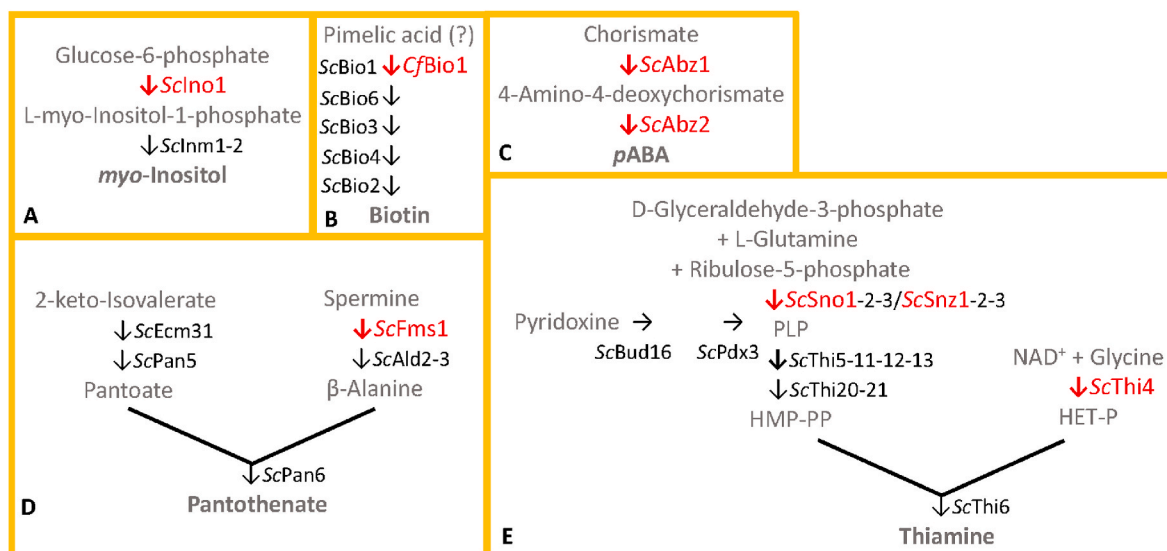 Glucose-6-phosphate
↓ScIno1
L-myo-Inositol-1-phosphate
↓ScInm1-2
myo-Inositol
A
Pimelic acid (?)
ScBio1 ↓CfBio1
ScBio6↓
ScBio3↓
ScBio4↓
ScBio2↓
B Biotin
Chorismate
↓ScAbz1
4-Amino-4-deoxychorismate
↓ScAbz2
C pABA
2-keto-Isovalerate
↓ScEcm31
↓ScPan5
Pantoate
Spermine
↓ScFms1
↓ScAld2-3
β-Alanine
↓ScPan6
D Pantothenate
D-Glyceraldehyde-3-phosphate
+ L-Glutamine
+ Ribulose-5-phosphate
↓ScSno1-2-3/ScSnz1-2-3
Pyridoxine → → PLP
ScBud16 ScPdx3
↓ScThi5-11-12-13
↓ScThi20-21
HMP-PP
NAD⁺ + Glycine
↓ScThi4
HET-P
↓ScThi6
E Thiamine